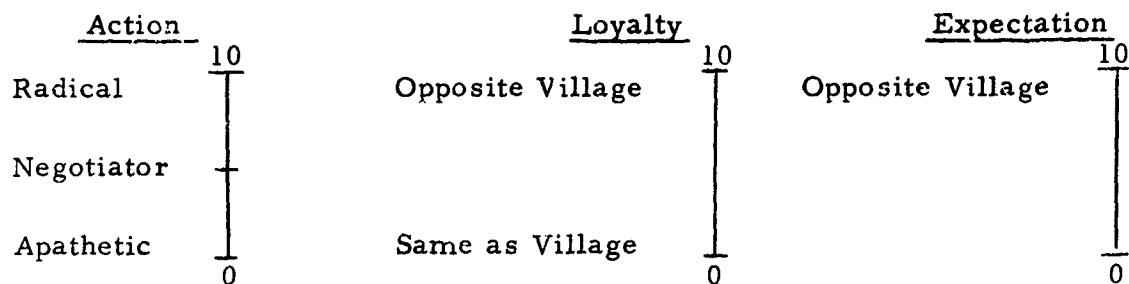 Action Loyalty Expectation
10 10 10
Radical Opposite Village Opposite Village
Negotiator
Apathetic Same as Village
0 0 0